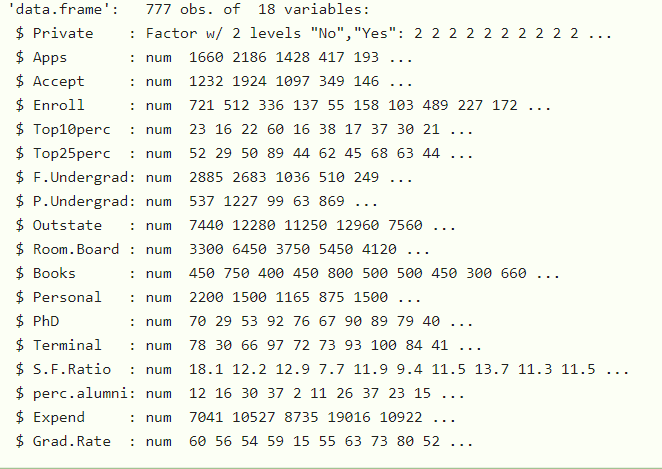 'data.frame':   777 obs. of  18 variables:
 $ Private    : Factor w/ 2 levels "No","Yes": 2 2 2 2 2 2 2 2 2 2 ...
 $ Apps       : num  1660 2186 1428 417 193 ...
 $ Accept     : num  1232 1924 1097 349 146 ...
 $ Enroll     : num  721 512 336 137 55 158 103 489 227 172 ...
 $ Top10perc  : num  23 16 22 60 16 38 17 37 30 21 ...
 $ Top25perc  : num  52 29 50 89 44 62 45 68 63 44 ...
 $ F.Undergrad: num  2885 2683 1036 510 249 ...
 $ P.Undergrad: num  537 1227 99 63 869 ...
 $ Outstate   : num  7440 12280 11250 12960 7560 ...
 $ Room.Board : num  3300 6450 3750 5450 4120 ...
 $ Books      : num  450 750 400 450 800 500 500 450 300 660 ...
 $ Personal   : num  2200 1500 1165 875 1500 ...
 $ PhD        : num  70 29 53 92 76 67 90 89 79 40 ...
 $ Terminal   : num  78 30 66 97 72 73 93 100 84 41 ...
 $ S.F.Ratio  : num  18.1 12.2 12.9 7.7 11.9 9.4 11.5 13.7 11.3 11.5 ...
 $ perc.alumni: num  12 16 30 37 2 11 26 37 23 15 ...
 $ Expend     : num  7041 10527 8735 19016 10922 ...
 $ Grad.Rate  : num  60 56 54 59 15 55 63 73 80 52 ...